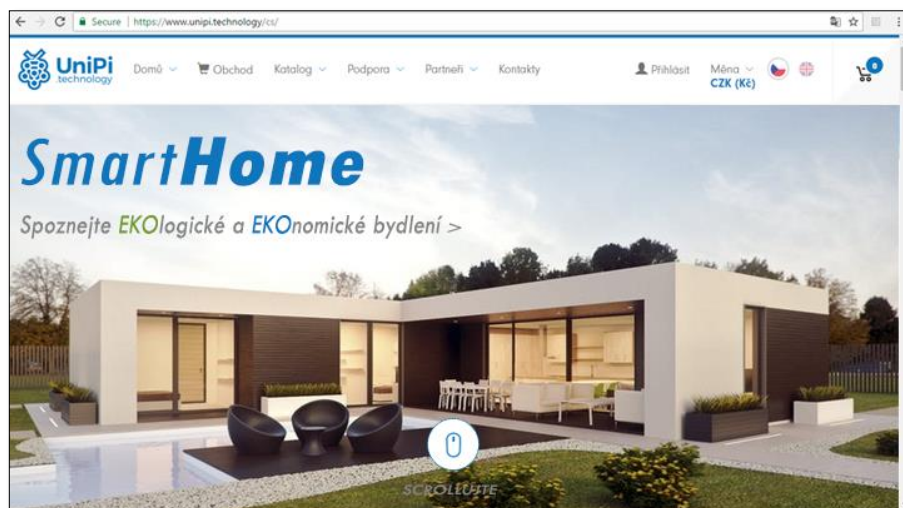 Secure | https://www.unipi.technology/cs/
UniPi
.technology
Domů
Obchod
Katalog
Podpora
Partneři
Kontakty
Přihlásit
Měna
CZK (Kč)
0
SmartHome
Spoznejte EKOlogické a EKOnomické bydlení >
SCROLLUJTE